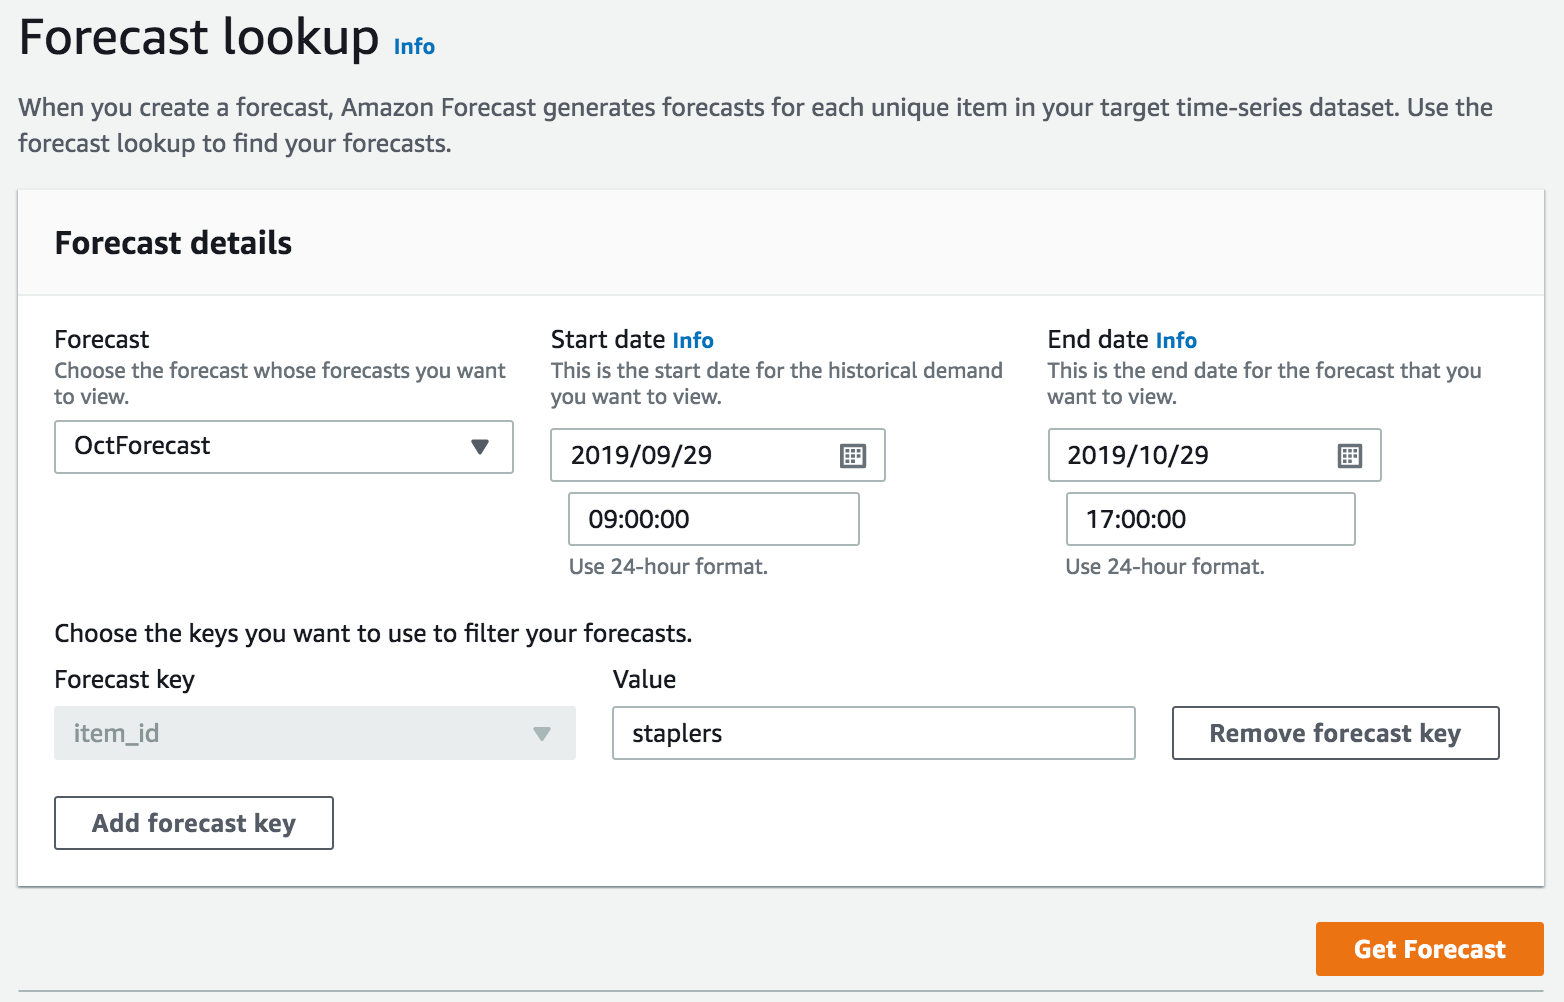 Forecast lookup Info
When you create a forecast, Amazon Forecast generates forecasts for each unique item in your target time-series dataset. Use the
forecast lookup to find your forecasts.
Forecast details
Forecast
Choose the forecast whose forecasts you want
to view.
OctForecast
Start date Info
This is the start date for the historical demand
you want to view.
2019/09/29
09:00:00
Use 24-hour format.
End date Info
This is the end date for the forecast that you
want to view.
2019/10/29
17:00:00
Use 24-hour format.
Choose the keys you want to use to filter your forecasts.
Forecast key
item_id
Value
staplers
Remove forecast key
Add forecast key
Get Forecast